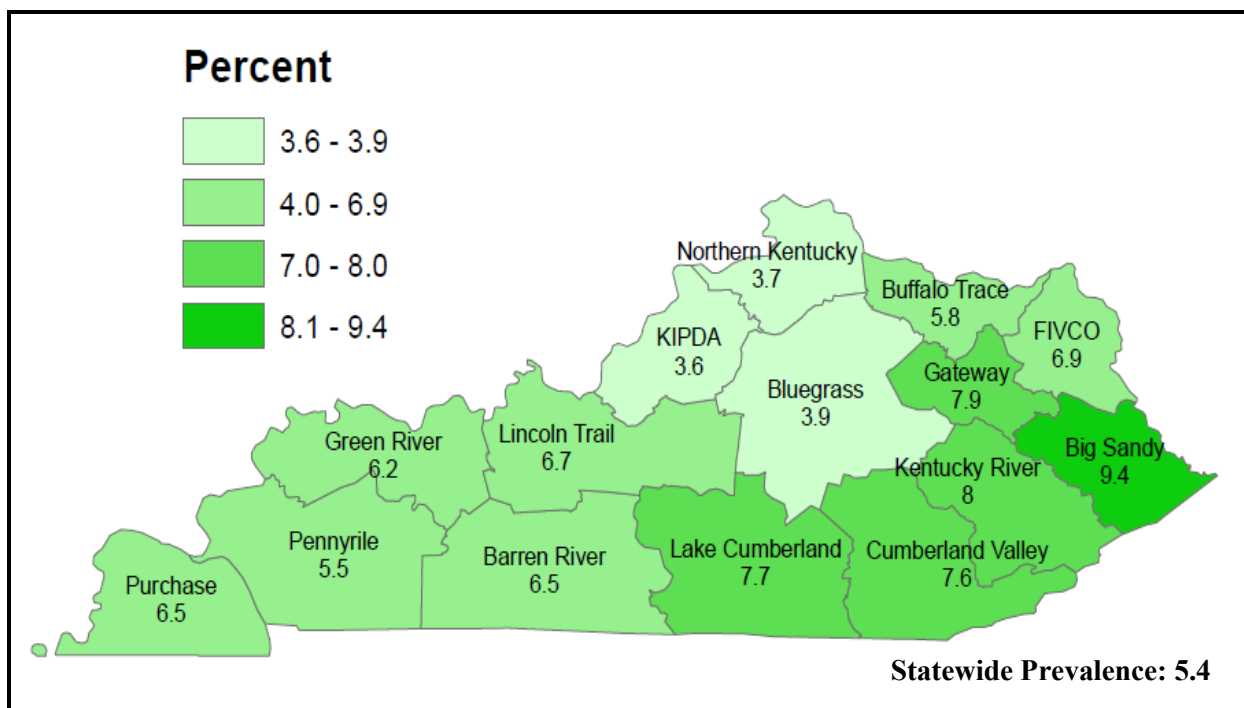 Percent
3.6 - 3.9
4.0 - 6.9
7.0 - 8.0
8.1 - 9.4
Northern Kentucky
3.7
Buffalo Trace
5.8
FIVCO
6.9
KIPDA
3.6
Gateway
7.9
Bluegrass
3.9
Green River
6.2
Lincoln Trail
6.7
Big Sandy
9.4
Kentucky River
8
Pennyrile
5.5
Barren River
6.5
Lake Cumberland
7.7
Cumberland Valley
7.6
Purchase
6.5
Statewide Prevalence: 5.4